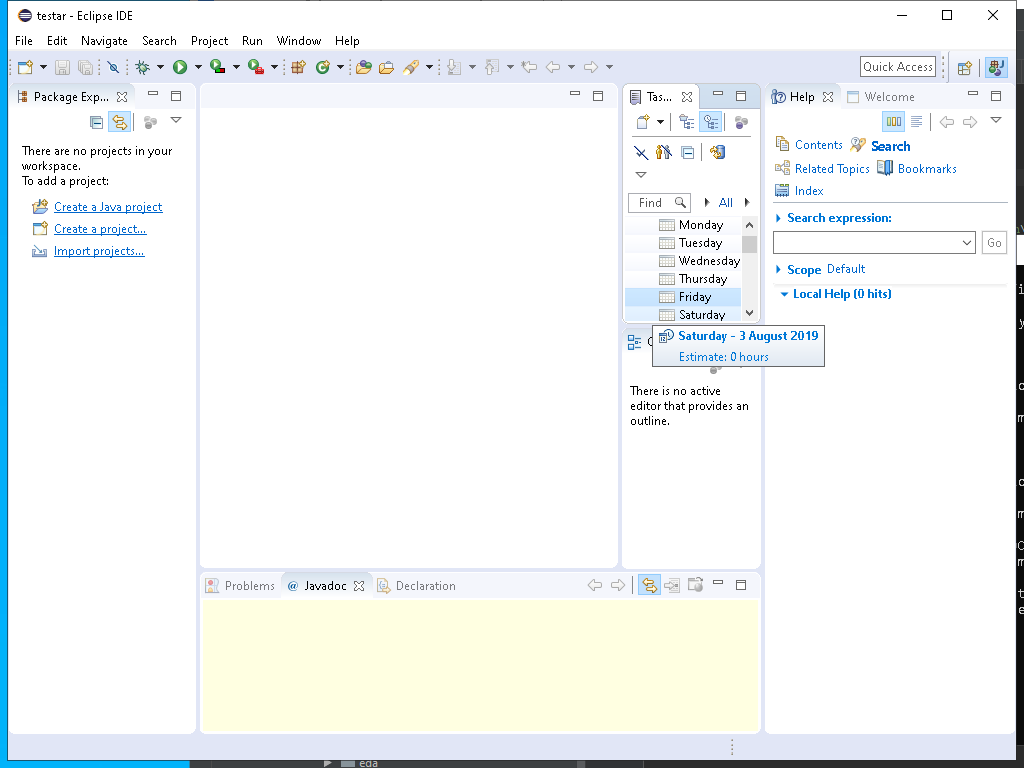 testar - Eclipse IDE
File Edit Navigate Search Project Run Window Help
Quick Access
Package Exp...
There are no projects in your
workspace.
To add a project:
Create a Java project
Create a project...
Import projects...
Tas...
Find
All
Monday
Tuesday
Wednesday
Thursday
Friday
Saturday
Saturday - 3 August 2019
Estimate: 0 hours
There is no active
editor that provides an
outline.
Help
Welcome
Contents
Search
Related Topics
Bookmarks
Index
Search expression:
Go
Scope Default
Local Help (0 hits)
Problems
@ Javadoc
Declaration
eda